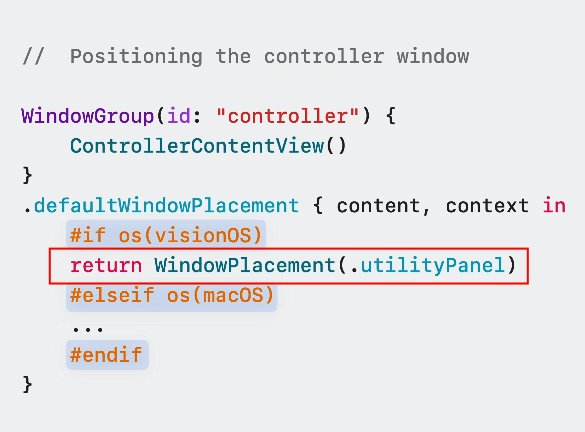 //  Positioning the controller window
WindowGroup(id: "controller") {
    ControllerContentView()
}
.defaultWindowPlacement { content, context in
    #if os(visionOS)
    return WindowPlacement(.utilityPanel)
    #elseif os(macOS)
    ...
    #endif
}